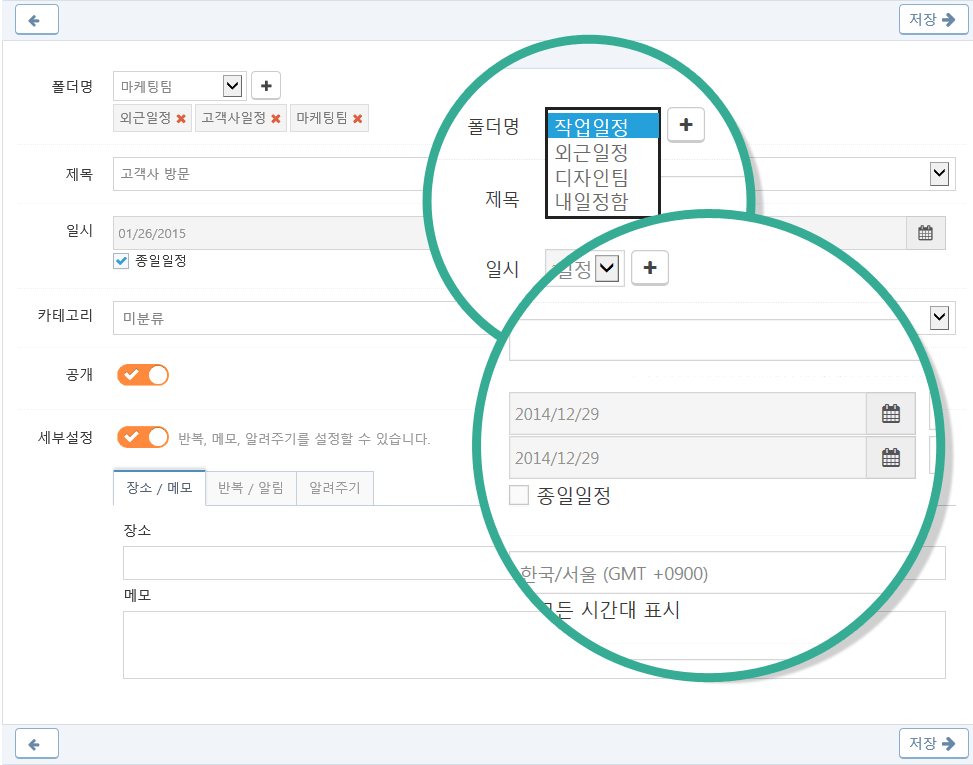 저장
폴더명 마케팅팀
외근일정 고객사일정 마케팅팀
제목 고객사 방문
일시 01/26/2015
종일일정
카테고리 미분류
공개
세부설정 반복, 메모, 알려주기를 설정할 수 있습니다.
장소 / 메모 반복 / 알림 알려주기
장소
메모
폴더명 작업일정
외근일정
디자인팀
내일정함
제목
일시 일정
2014/12/29
2014/12/29
종일일정
한국/서울 (GMT +0900)
시간대 표시
저장